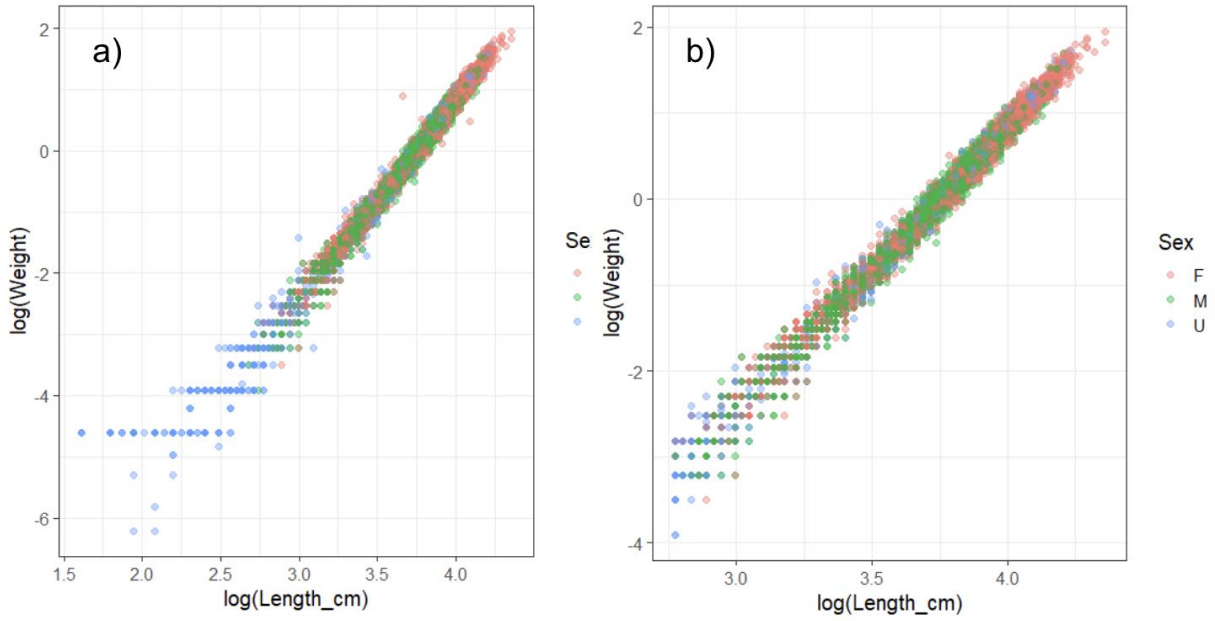 a)
2
0
-2
-4
-6
log(Weight)
1.5 2.0 2.5 3.0 3.5 4.0
log(Length_cm)
Se
b)
2
0
-2
-4
log(Weight)
3.0 3.5 4.0
log(Length_cm)
Sex
F
M
U